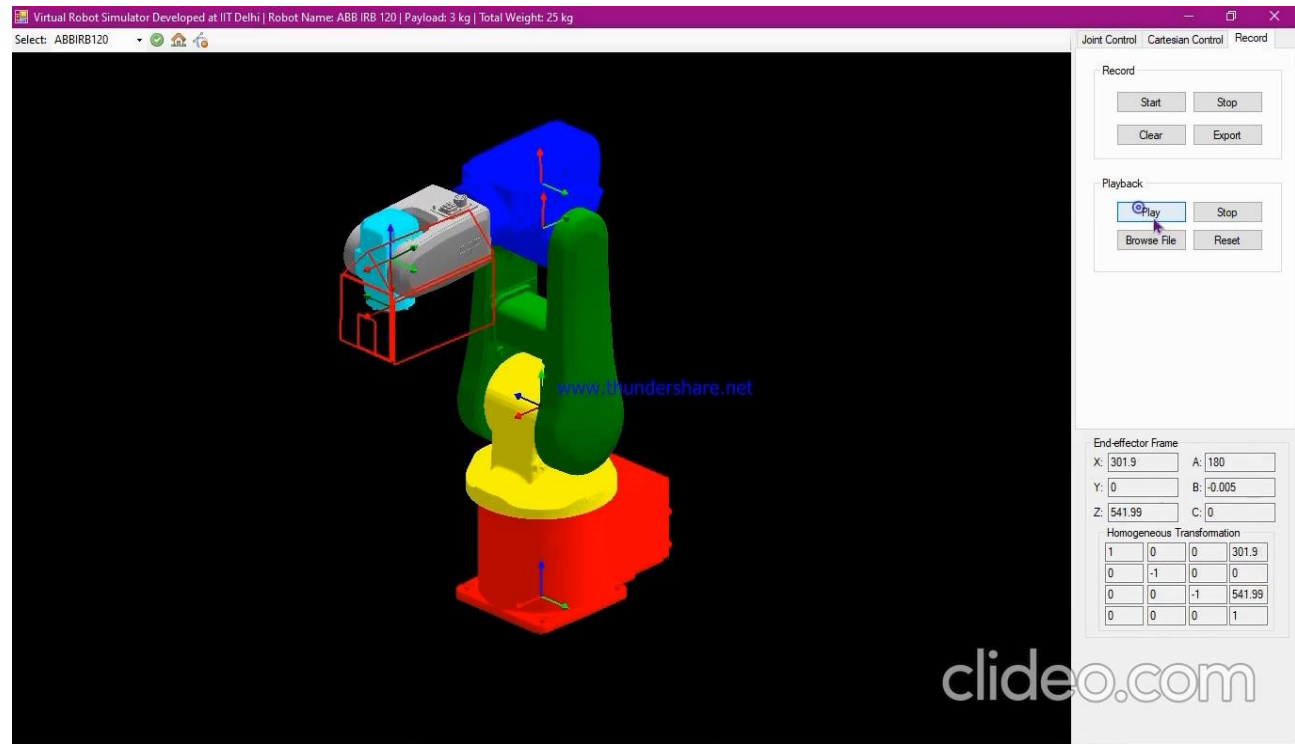 Virtual Robot Simulator Developed at IIT Delhi | Robot Name: ABB IRB 120 | Payload: 3 kg | Total Weight: 25 kg
Select: ABBIRB120
Joint Control Cartesian Control Record
Record
Start Stop
Clear Export
Playback
Play Stop
Browse File Reset
www.thundershare.net
End-effector Frame
X: 301.9 A: 180
Y: 0 B: -0.005
Z: 541.99 C: 0
Homogeneous Transformation
1 0 0 301.9
0 -1 0 0
0 0 -1 541.99
0 0 0 1
clideo.com